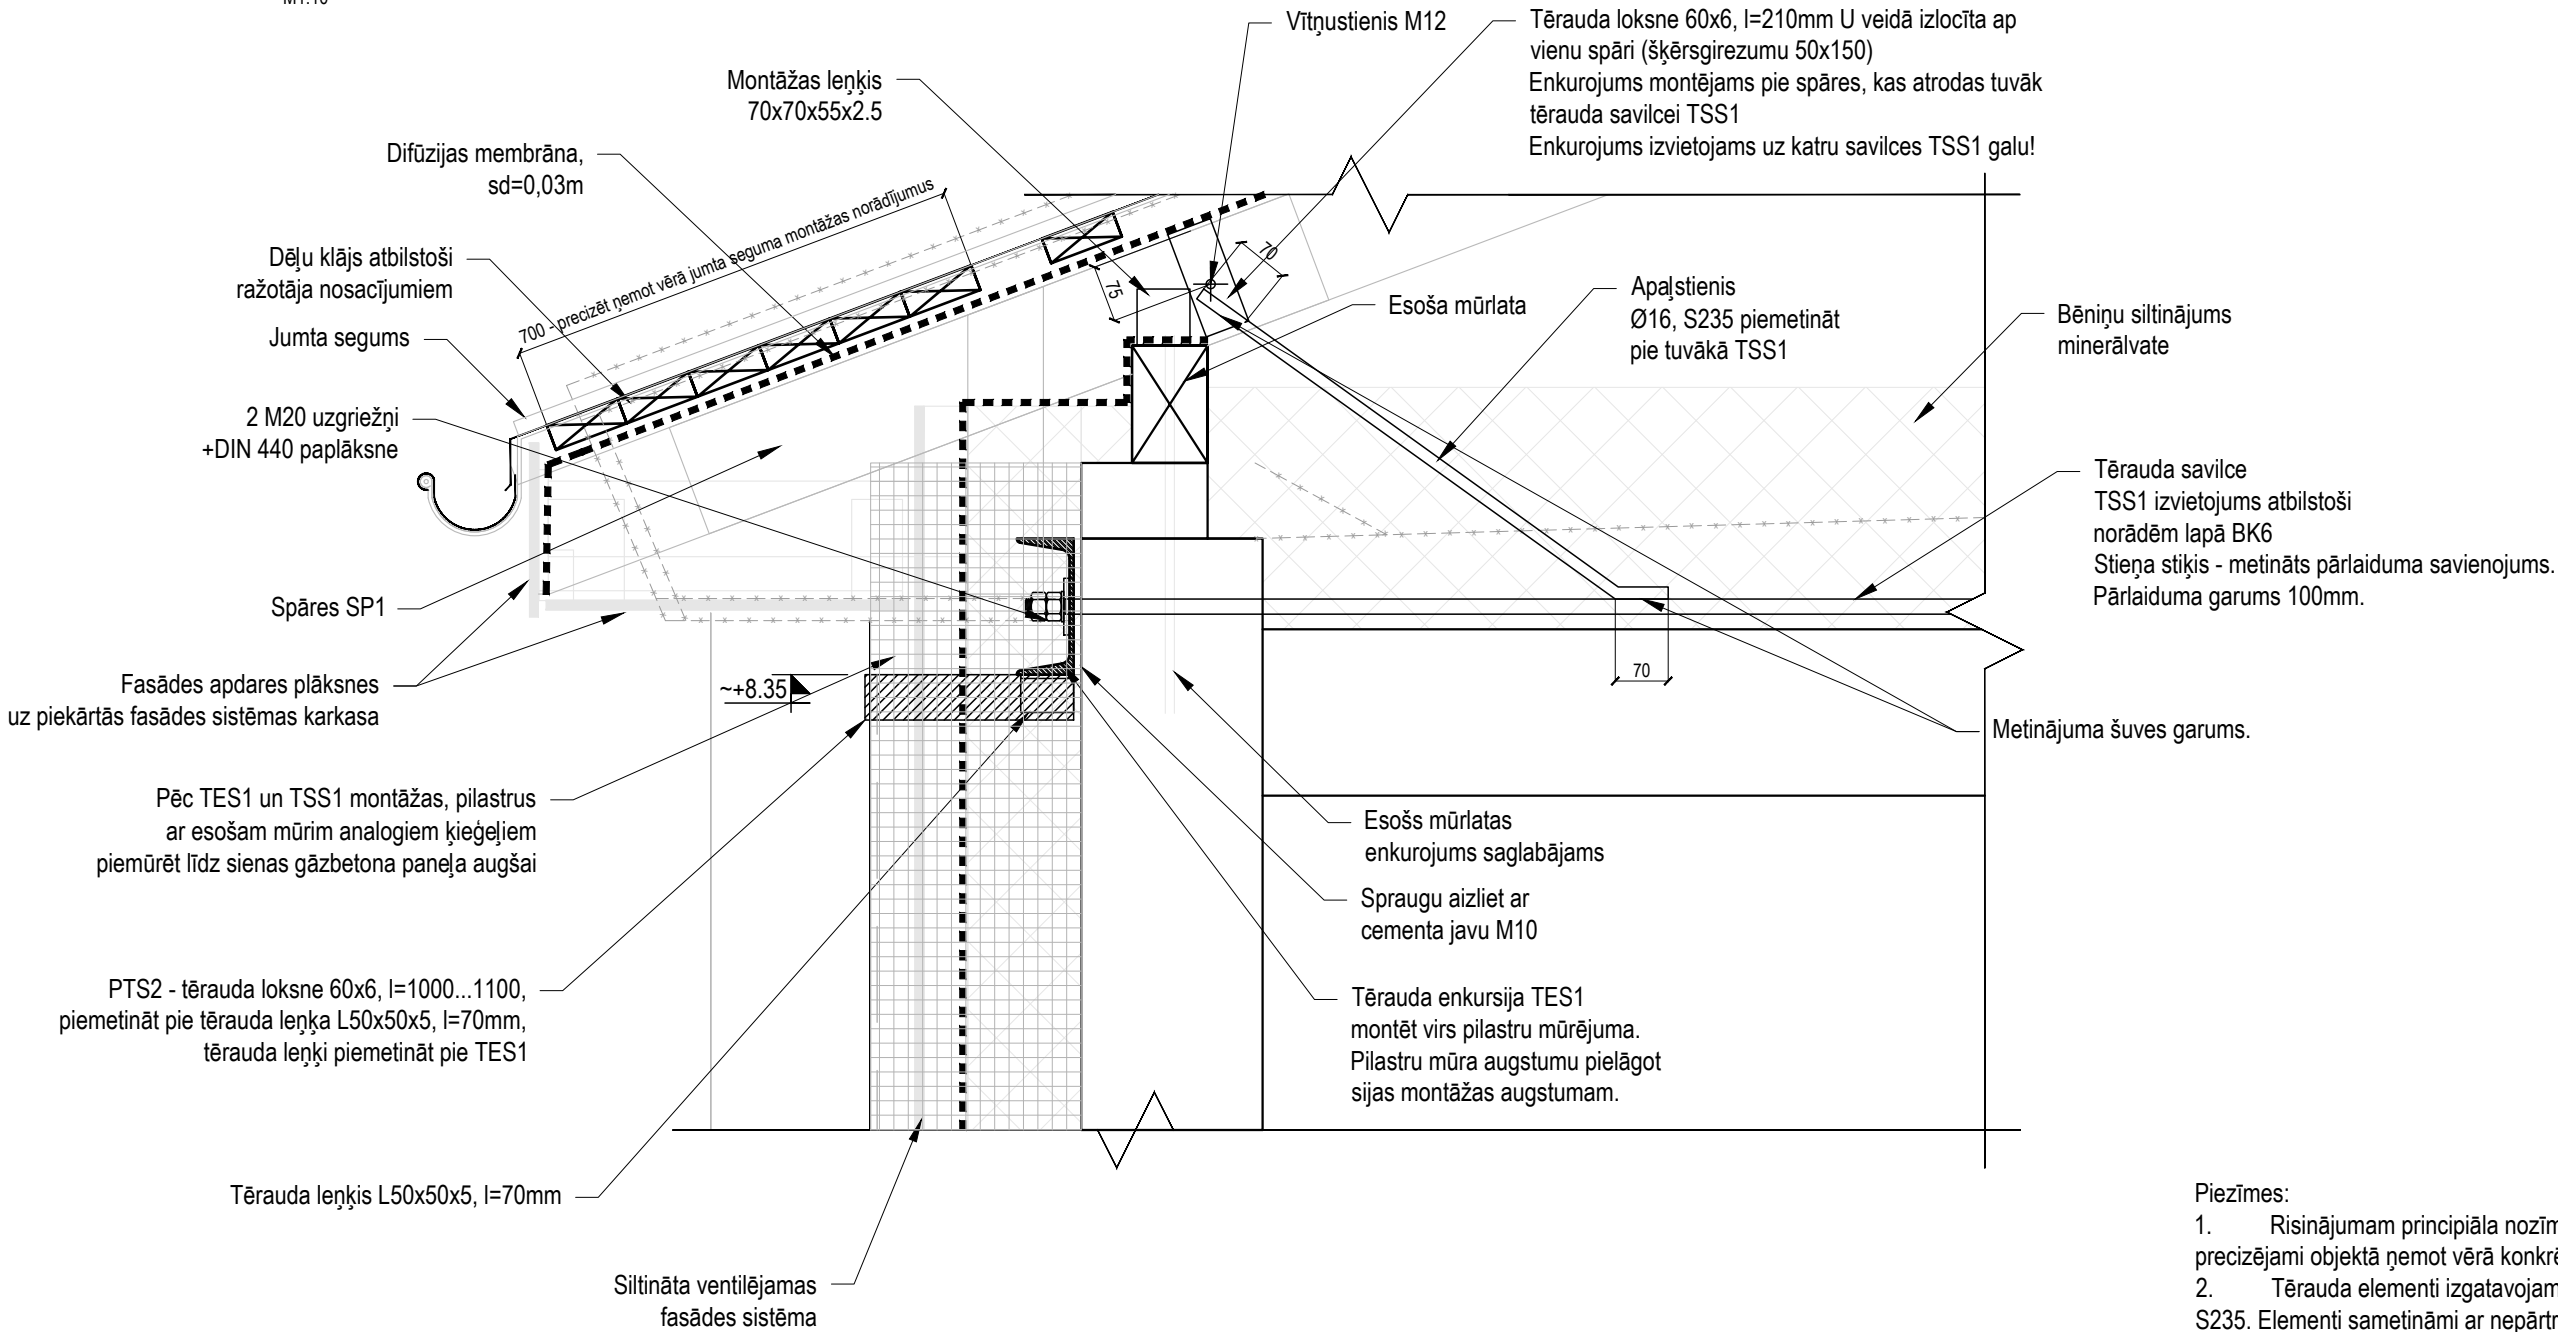 M1:10
Vītņustienis M12
Tērauda loksne 60x6, l=210mm U veidā izlocīta ap
vienu spāri (šķērsgirezumu 50x150)
Enkurojums montējams pie spāres, kas atrodas tuvāk
tērauda savilcei TSS1
Enkurojums izvietojams uz katru savilces TSS1 galu!
Montāžas leņķis
70x70x55x2.5
Difūzijas membrāna,
sd=0,03m
700 - precizēt ņemot vērā jumta seguma montāžas norādījumus
Dēļu klājs atbilstoši
ražotāja nosacījumiem
Jumta segums
2 M20 uzgriežņi
+DIN 440 paplāksne
70
75
Esoša mūrlata
Apaļstienis
Ø16, S235 piemetināt
pie tuvākā TSS1
Bēniņu siltinājums
minerālvate
Tērauda savilce
TSS1 izvietojums atbilstoši
norādēm lapā BK6
Stieņa stiķis - metināts pārlaiduma savienojums.
Pārlaiduma garums 100mm.
Spāres SP1
Fasādes apdares plāksnes
uz piekārtās fasādes sistēmas karkasa
~+8.35
70
Metinājuma šuves garums.
Pēc TES1 un TSS1 montāžas, pilastrus
ar esošam mūrim analogiem ķieģeļiem
piemūrēt līdz sienas gāzbetona paneļa augšai
Esošs mūrlatas
enkurojums saglabājams
Spraugu aizliet ar
cementa javu M10
PTS2 - tērauda loksne 60x6, l=1000...1100,
piemetināt pie tērauda leņķa L50x50x5, l=70mm,
tērauda leņķi piemetināt pie TES1
Tērauda enkursija TES1
montēt virs pilastru mūrējuma.
Pilastru mūra augstumu pielāgot
sijas montāžas augstumam.
Tērauda leņķis L50x50x5, l=70mm
Siltināta ventilējamas
fasādes sistēma
Piezīmes:
1. Risinājumam principiāla nozīm
precizējami objektā ņemot vērā konkrē
2. Tērauda elementi izgatavojam
S235. Elementi sametināmi ar nepārtr